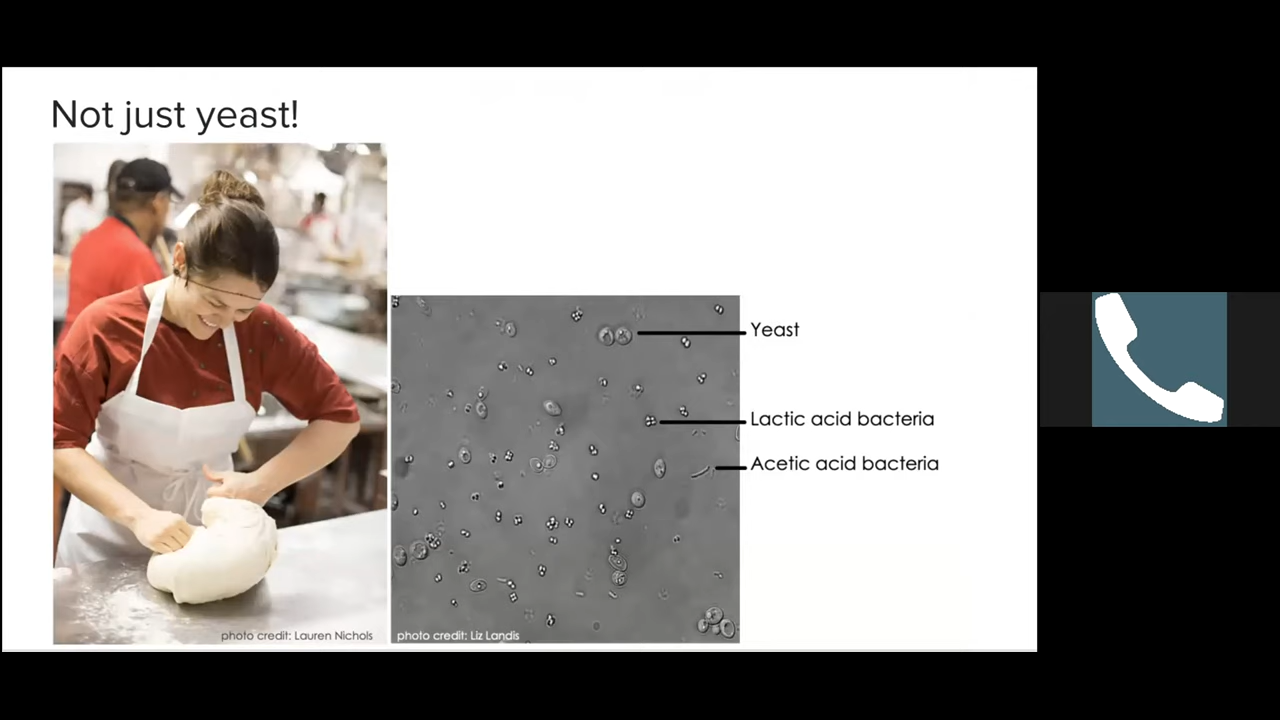 Not just yeast!
Yeast
Lactic acid bacteria
Acetic acid bacteria
photo credit: Lauren Nichols
photo credit: Liz Landis